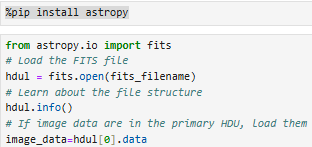 %pip install astropy
from astropy.io import fits
# Load the FITS file
hdul = fits.open(fits_filename)
# Learn about the file structure
hdul.info()
# If image data are in the primary HDU, Load them
image_data=hdul[0].data